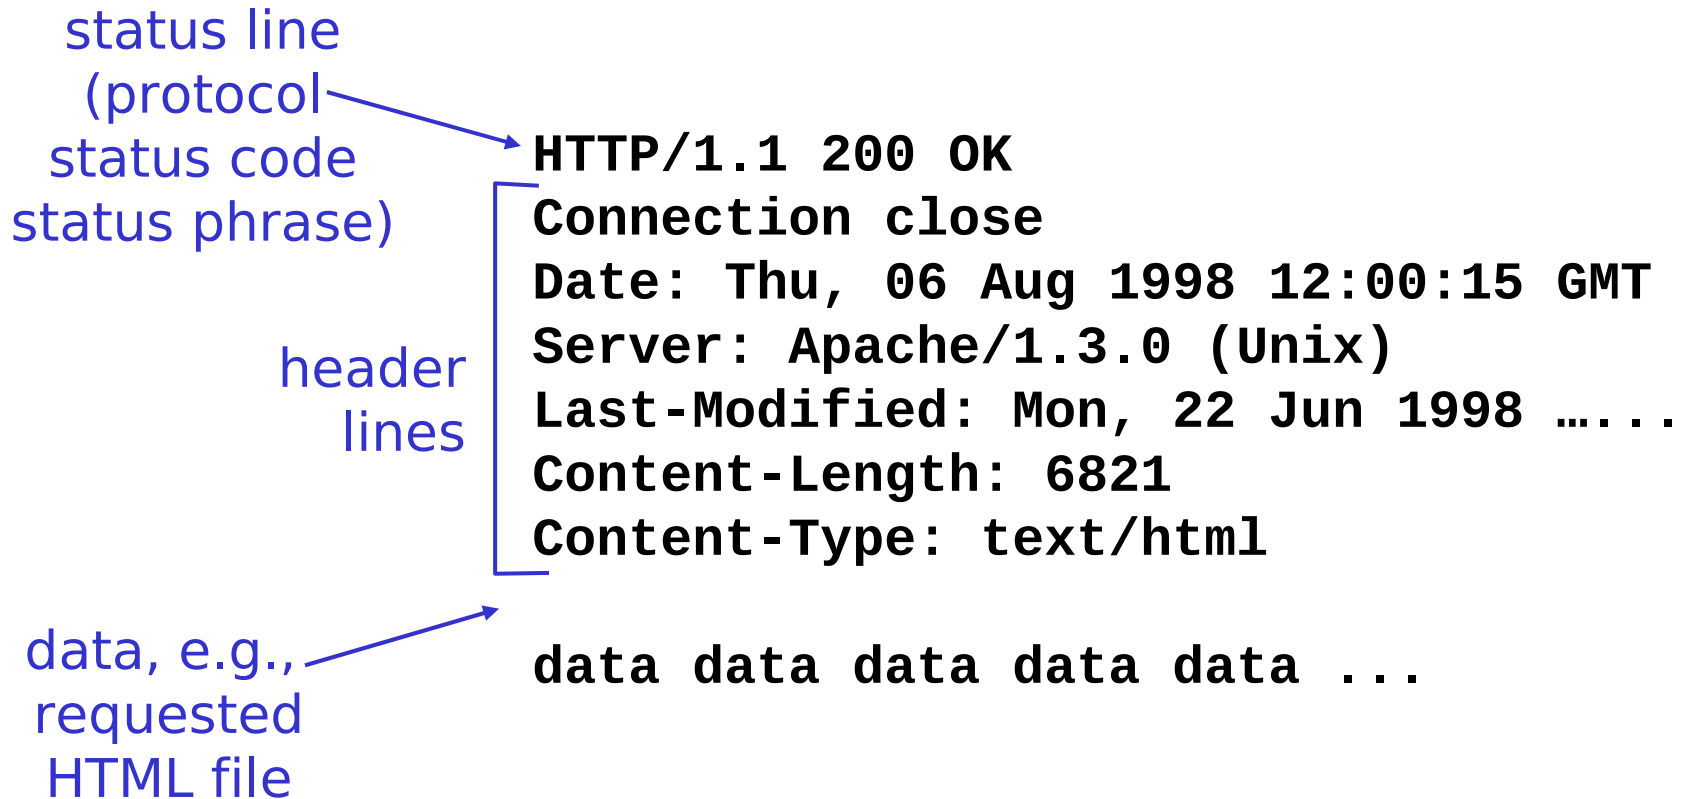 status line
(protocol
status code
status phrase)
HTTP/1.1 200 OK
Connection close
Date: Thu, 06 Aug 1998 12:00:15 GMT
Server: Apache/1.3.0 (Unix)
Last-Modified: Mon, 22 Jun 1998 …...
Content-Length: 6821
Content-Type: text/html
header
lines
data, e.g.,
requested
HTML file
data data data data data ...